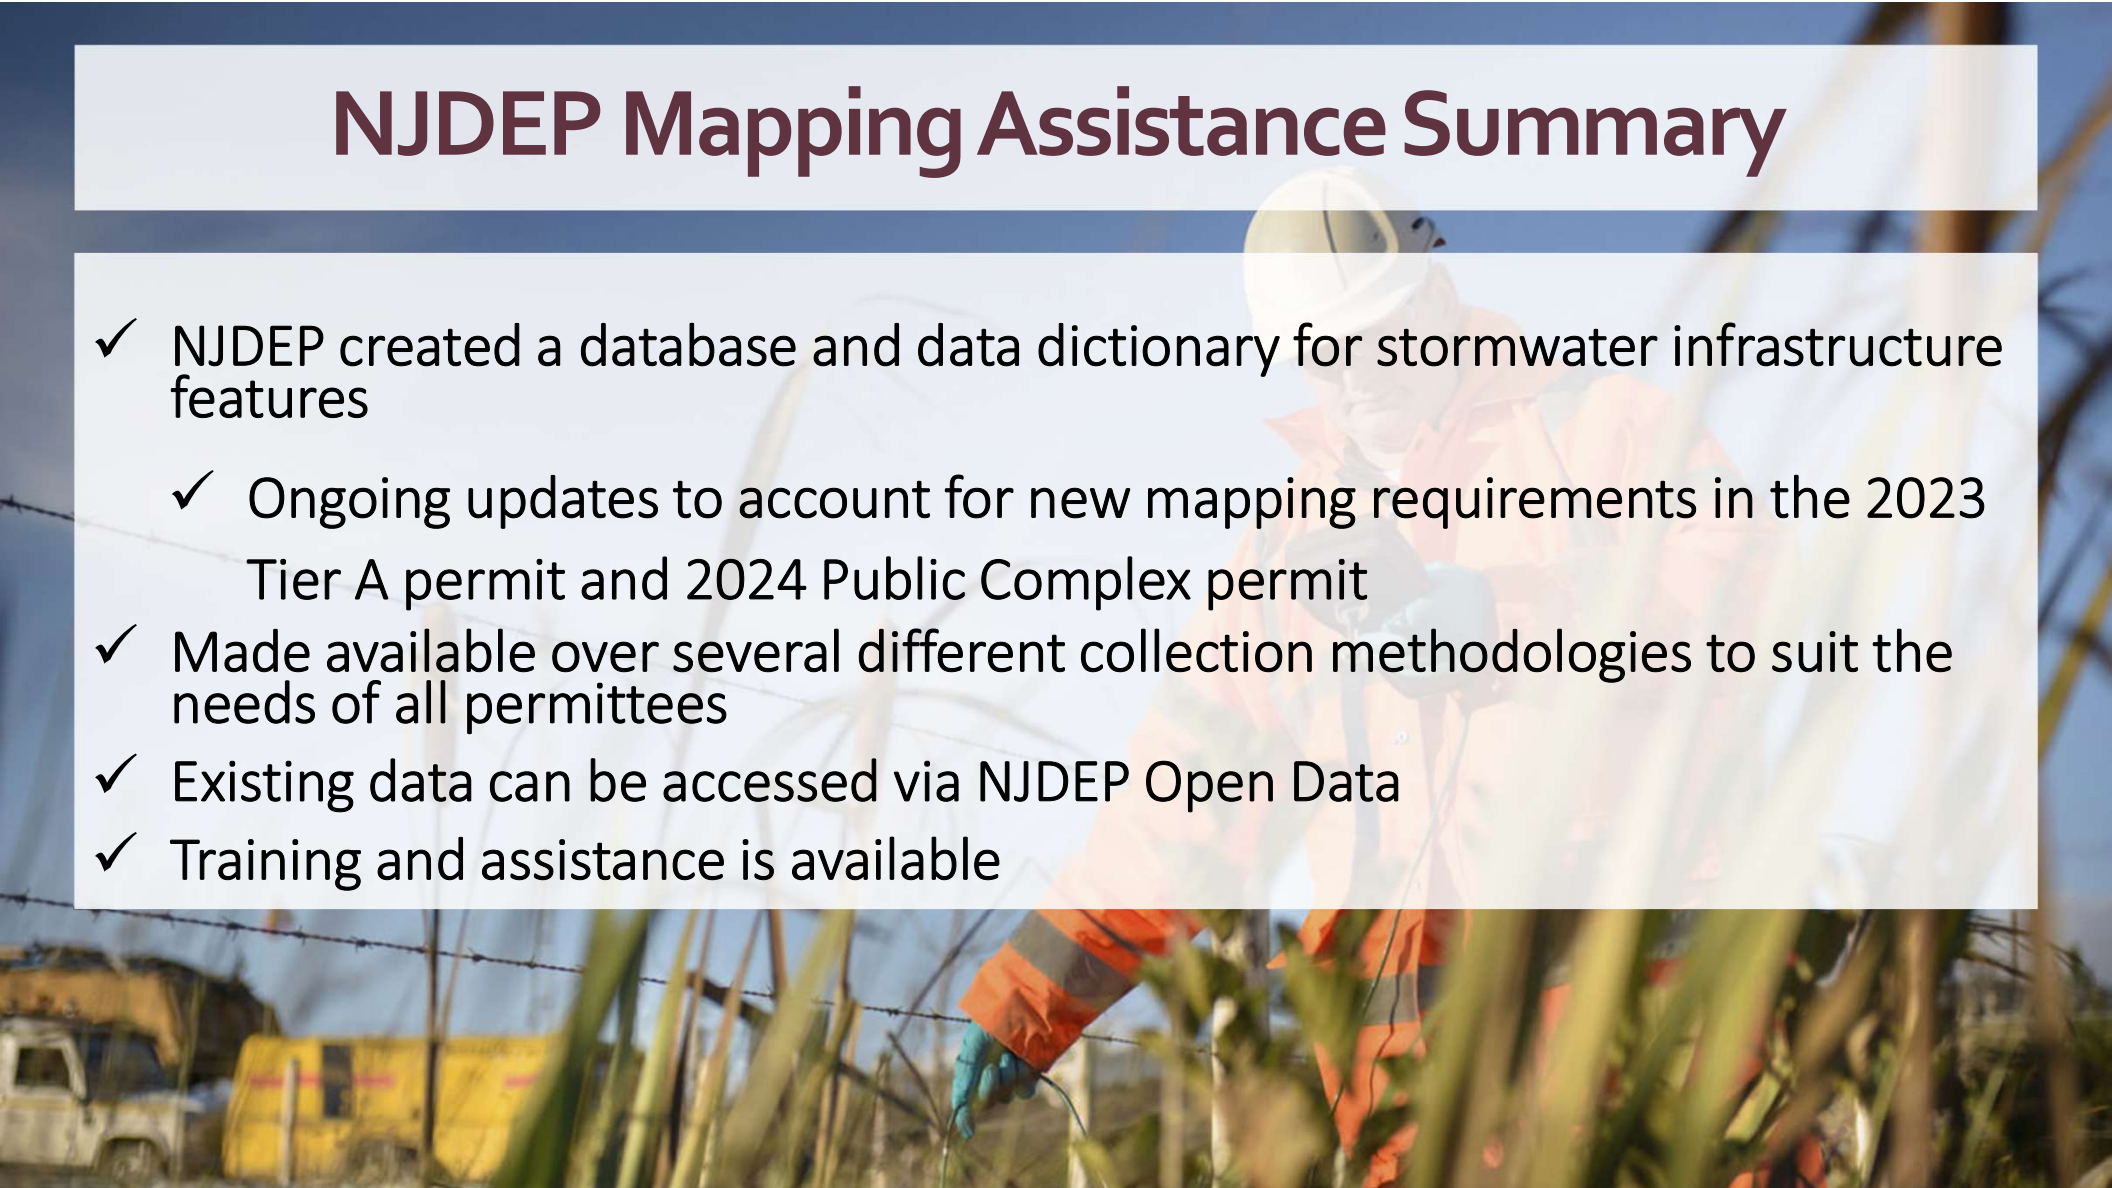 NJDEP Mapping Assistance Summary
✓ NJDEP created a database and data dictionary for stormwater infrastructure
features
✓ Ongoing updates to account for new mapping requirements in the 2023
Tier A permit and 2024 Public Complex permit
✓ Made available over several different collection methodologies to suit the
needs of all permittees
✓ Existing data can be accessed via NJDEP Open Data
✓ Training and assistance is available